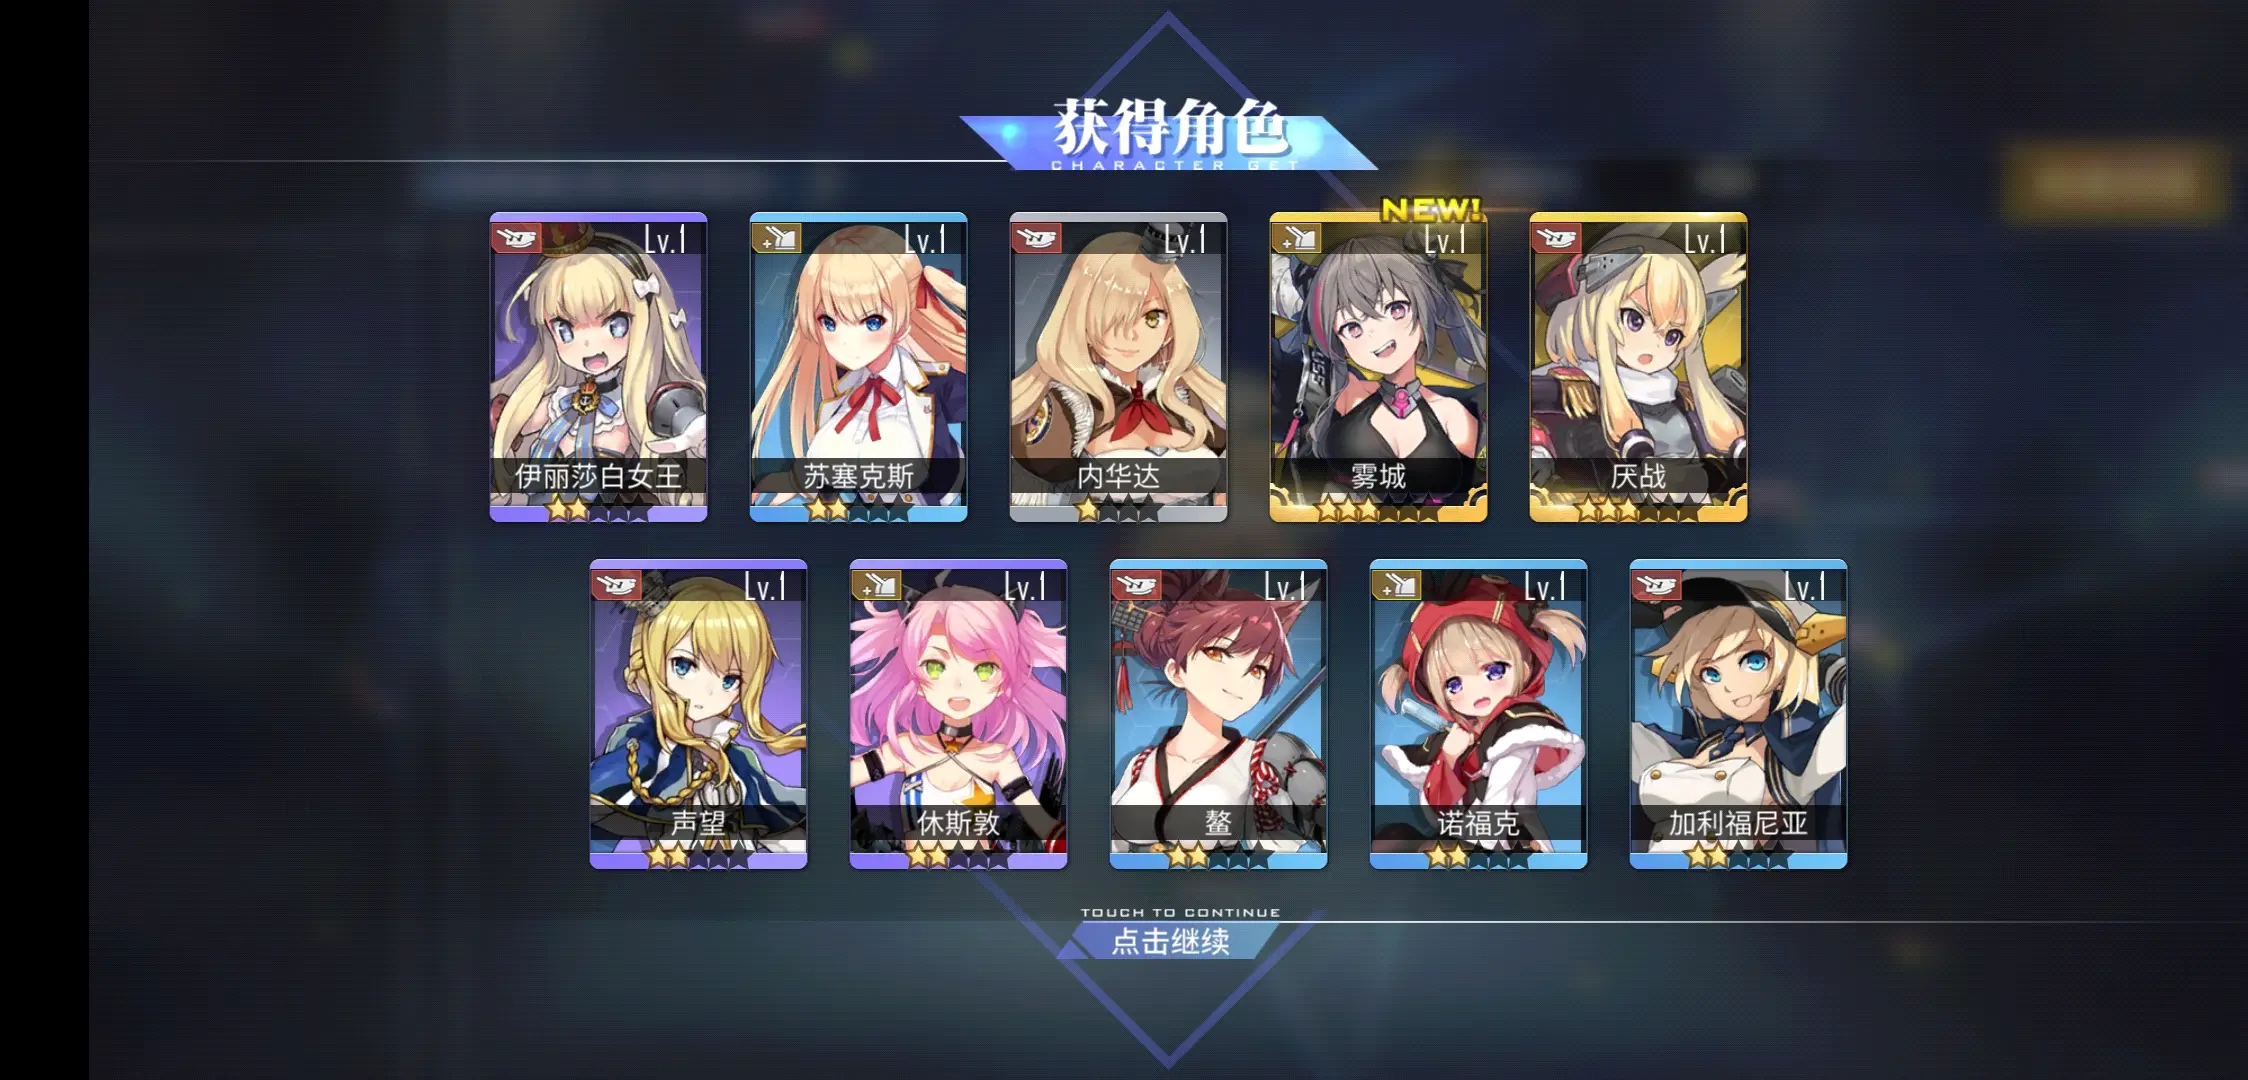 获得角色
CHARACTER GET
NEW!
Lv.1 Lv.1 Lv.1 Lv.1 Lv.1
伊丽莎白女王 苏塞克斯 内华达 雾城 厌战
Lv.1 Lv.1 Lv.1 Lv.1 Lv.1
声望 休斯敦 鳌 诺福克 加利福尼亚
TOUCH TO CONTINUE
点击继续